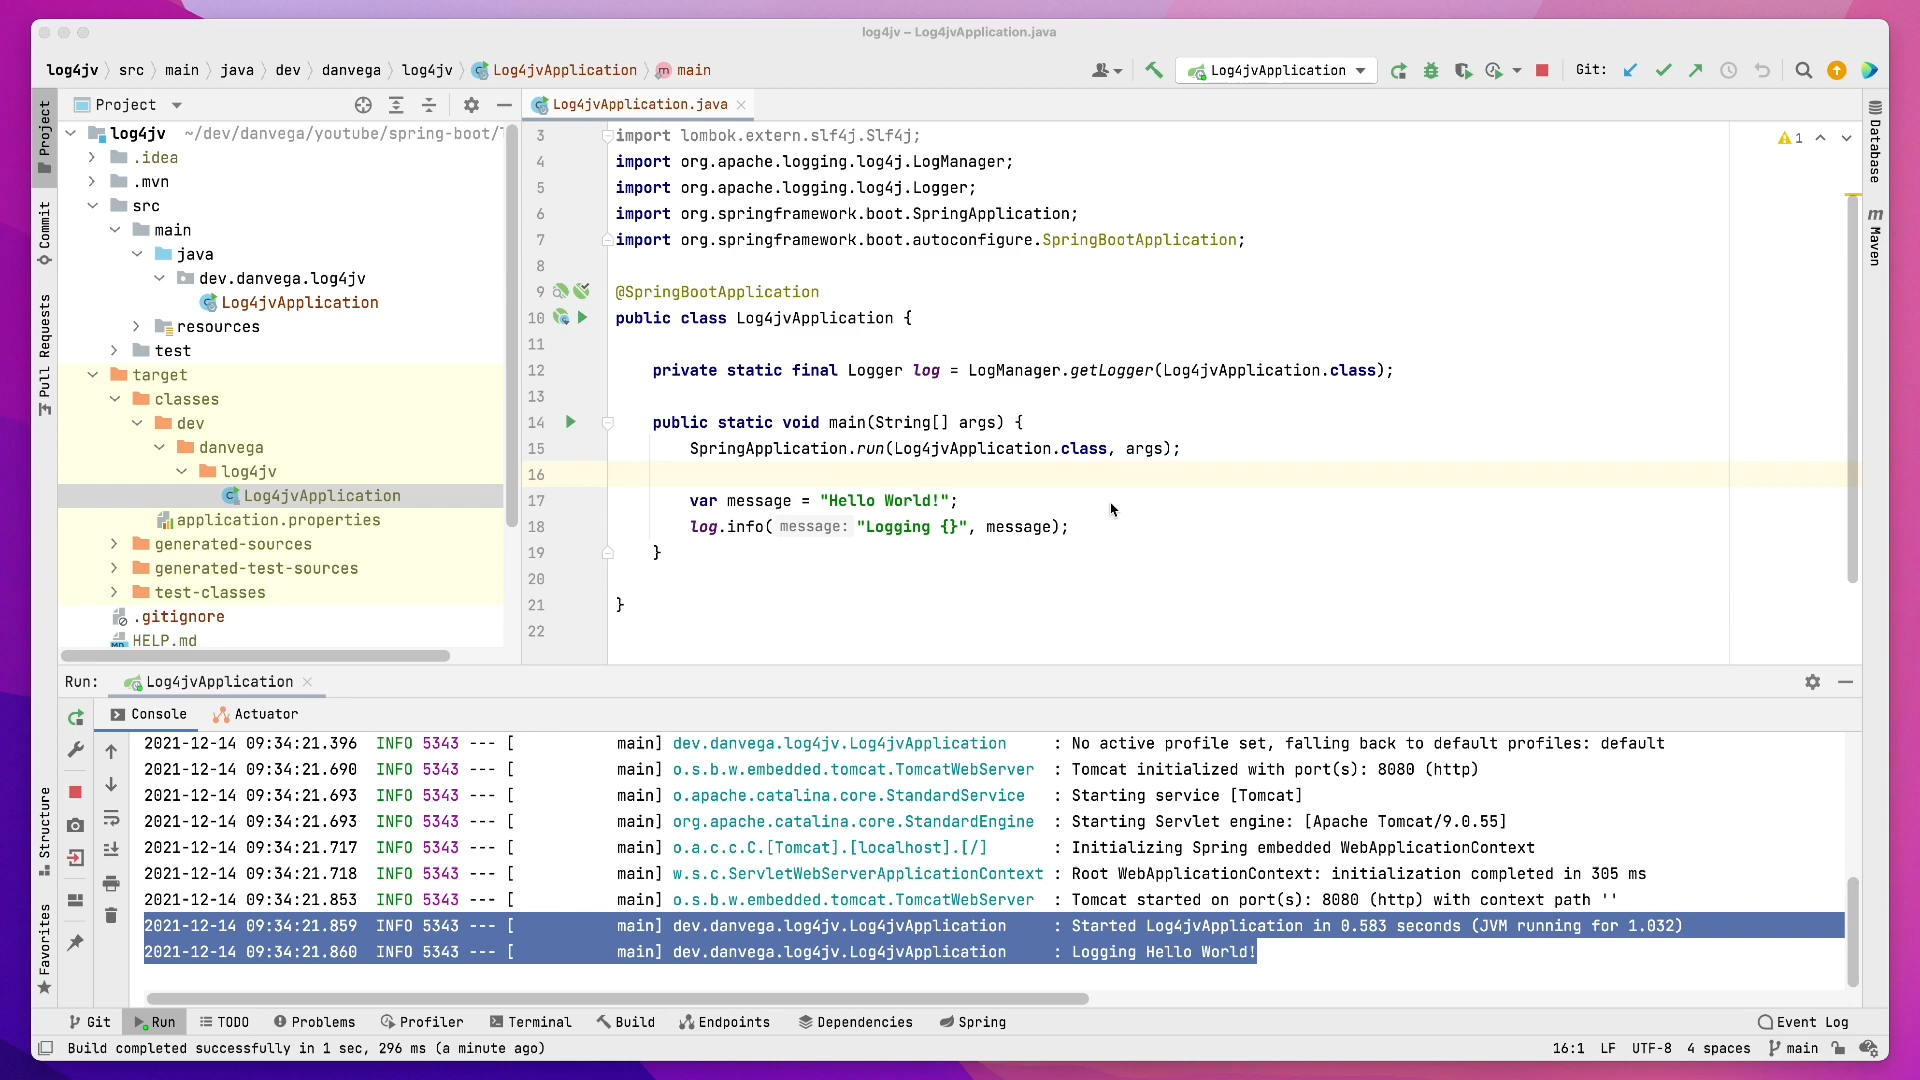 log4jv – Log4jvApplication.java
log4jv src main java dev danvega log4jv Log4jvApplication m main
Log4jvApplication Git:
Project
Log4jvApplication.java
Project
Commit
Pull Requests
Structure
Favorites
log4jv ~/dev/danvega/youtube/spring-boot/
.idea
.mvn
src
main
java
dev.danvega.log4jv
Log4jvApplication
resources
test
target
classes
dev
danvega
log4jv
Log4jvApplication
application.properties
generated-sources
generated-test-sources
test-classes
.gitignore
HELP.md
1
3 import lombok.extern.slf4j.Slf4j;
4 import org.apache.logging.log4j.LogManager;
5 import org.apache.logging.log4j.Logger;
6 import org.springframework.boot.SpringApplication;
7 import org.springframework.boot.autoconfigure.SpringBootApplication;
8
9 @SpringBootApplication
10 public class Log4jvApplication {
11
12 private static final Logger log = LogManager.getLogger(Log4jvApplication.class);
13
14 public static void main(String[] args) {
15 SpringApplication.run(Log4jvApplication.class, args);
16
17 var message = "Hello World!";
18 log.info( message: "Logging {}", message);
19 }
20
21 }
22
Database
m Maven
Run: Log4jvApplication
Console Actuator
2021-12-14 09:34:21.396 INFO 5343 --- [ main] dev.danvega.log4jv.Log4jvApplication : No active profile set, falling back to default profiles: default
2021-12-14 09:34:21.690 INFO 5343 --- [ main] o.s.b.w.embedded.tomcat.TomcatWebServer : Tomcat initialized with port(s): 8080 (http)
2021-12-14 09:34:21.693 INFO 5343 --- [ main] o.apache.catalina.core.StandardService : Starting service [Tomcat]
2021-12-14 09:34:21.693 INFO 5343 --- [ main] org.apache.catalina.core.StandardEngine : Starting Servlet engine: [Apache Tomcat/9.0.55]
2021-12-14 09:34:21.717 INFO 5343 --- [ main] o.a.c.c.C.[Tomcat].[localhost].[/] : Initializing Spring embedded WebApplicationContext
2021-12-14 09:34:21.718 INFO 5343 --- [ main] w.s.c.ServletWebServerApplicationContext : Root WebApplicationContext: initialization completed in 305 ms
2021-12-14 09:34:21.853 INFO 5343 --- [ main] o.s.b.w.embedded.tomcat.TomcatWebServer : Tomcat started on port(s): 8080 (http) with context path ''
2021-12-14 09:34:21.859 INFO 5343 --- [ main] dev.danvega.log4jv.Log4jvApplication : Started Log4jvApplication in 0.583 seconds (JVM running for 1.032)
2021-12-14 09:34:21.860 INFO 5343 --- [ main] dev.danvega.log4jv.Log4jvApplication : Logging Hello World!
Git Run TODO Problems Profiler Terminal Build Endpoints Dependencies Spring Event Log
Build completed successfully in 1 sec, 296 ms (a minute ago) 16:1 LF UTF-8 4 spaces main